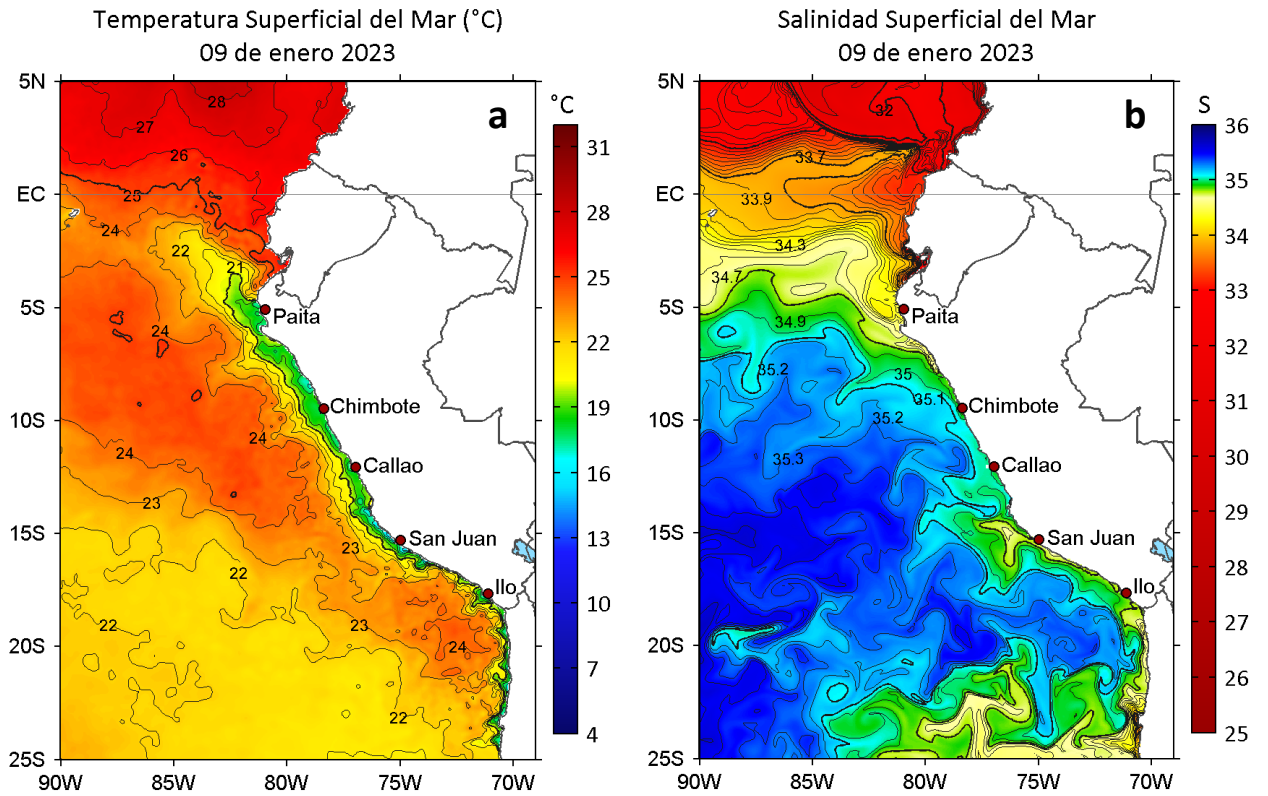 Temperatura Superficial del Mar (°C)
09 de enero 2023
a
°C
5N
EC
5S
10S
15S
20S
25S
90W
85W
80W
75W
70W
28
27
26
25
24
22
21
24
24
24
23
23
22
23
22
24
22
Paita
Chimbote
Callao
San Juan
Ilo
31
28
25
22
19
16
13
10
7
4
Salinidad Superficial del Mar
09 de enero 2023
b
S
5N
EC
5S
10S
15S
20S
25S
90W
85W
80W
75W
70W
32
33.7
33.9
34.3
34.7
34.9
35
35.2
35.1
35.2
35.3
Paita
Chimbote
Callao
San Juan
Ilo
36
35
34
33
32
31
30
29
28
27
26
25